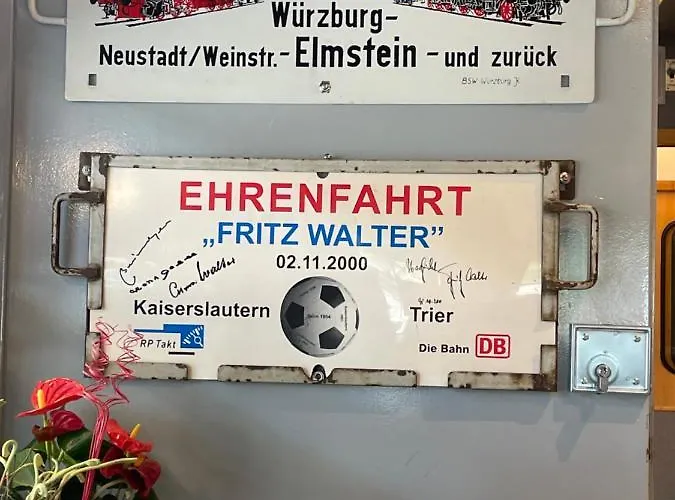 Würzburg-
Neustadt/Weinstr.- Elmstein - und zurück
BSW-Würzburg
EHRENFAHRT
„FRITZ WALTER”
02.11.2000
Kaiserslautern
Trier
RP Takt
Die Bahn DB